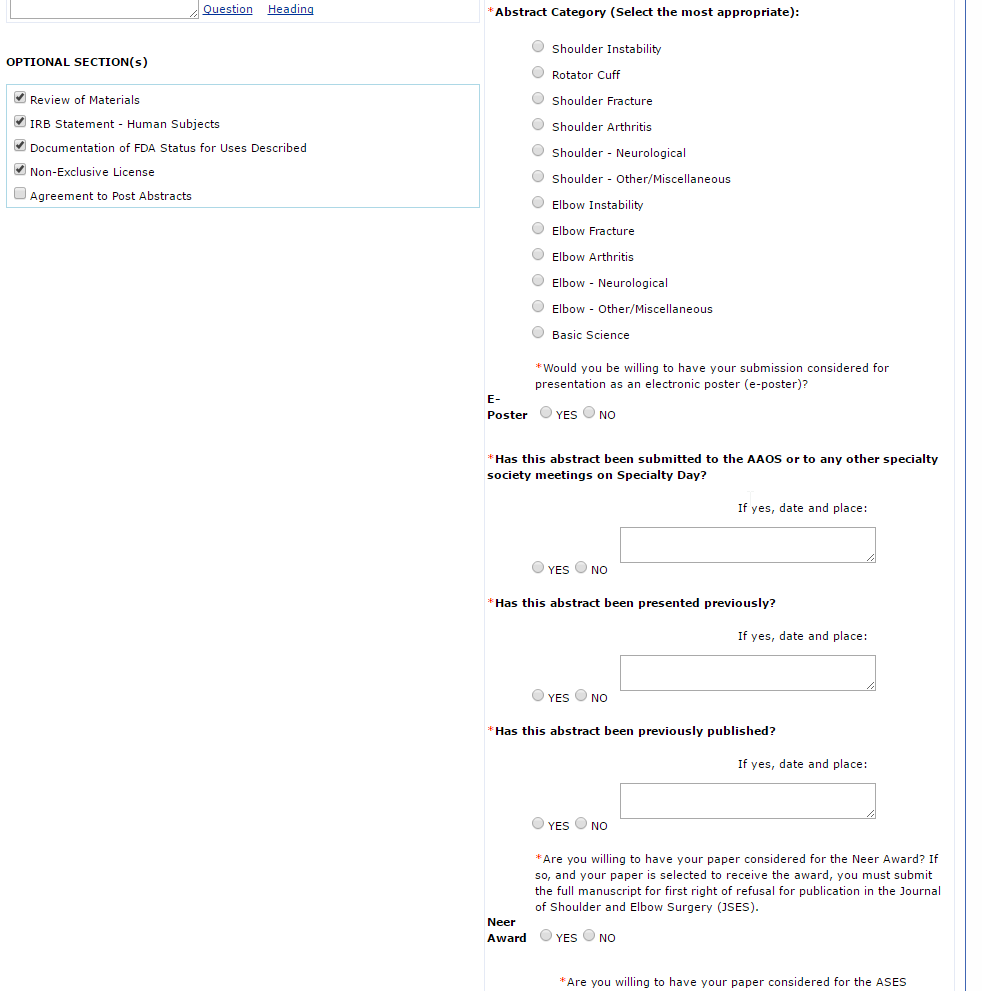 Question Heading
OPTIONAL SECTION(s)
Review of Materials
IRB Statement - Human Subjects
Documentation of FDA Status for Uses Described
Non-Exclusive License
Agreement to Post Abstracts
*Abstract Category (Select the most appropriate):
Shoulder Instability
Rotator Cuff
Shoulder Fracture
Shoulder Arthritis
Shoulder - Neurological
Shoulder - Other/Miscellaneous
Elbow Instability
Elbow Fracture
Elbow Arthritis
Elbow - Neurological
Elbow - Other/Miscellaneous
Basic Science
*Would you be willing to have your submission considered for
presentation as an electronic poster (e-poster)?
E-
Poster YES NO
*Has this abstract been submitted to the AAOS or to any other specialty
society meetings on Specialty Day?
If yes, date and place:
YES NO
*Has this abstract been presented previously?
If yes, date and place:
YES NO
*Has this abstract been previously published?
If yes, date and place:
YES NO
*Are you willing to have your paper considered for the Neer Award? If
so, and your paper is selected to receive the award, you must submit
the full manuscript for first right of refusal for publication in the Journal
of Shoulder and Elbow Surgery (JSES).
Neer
Award YES NO
*Are you willing to have your paper considered for the ASES